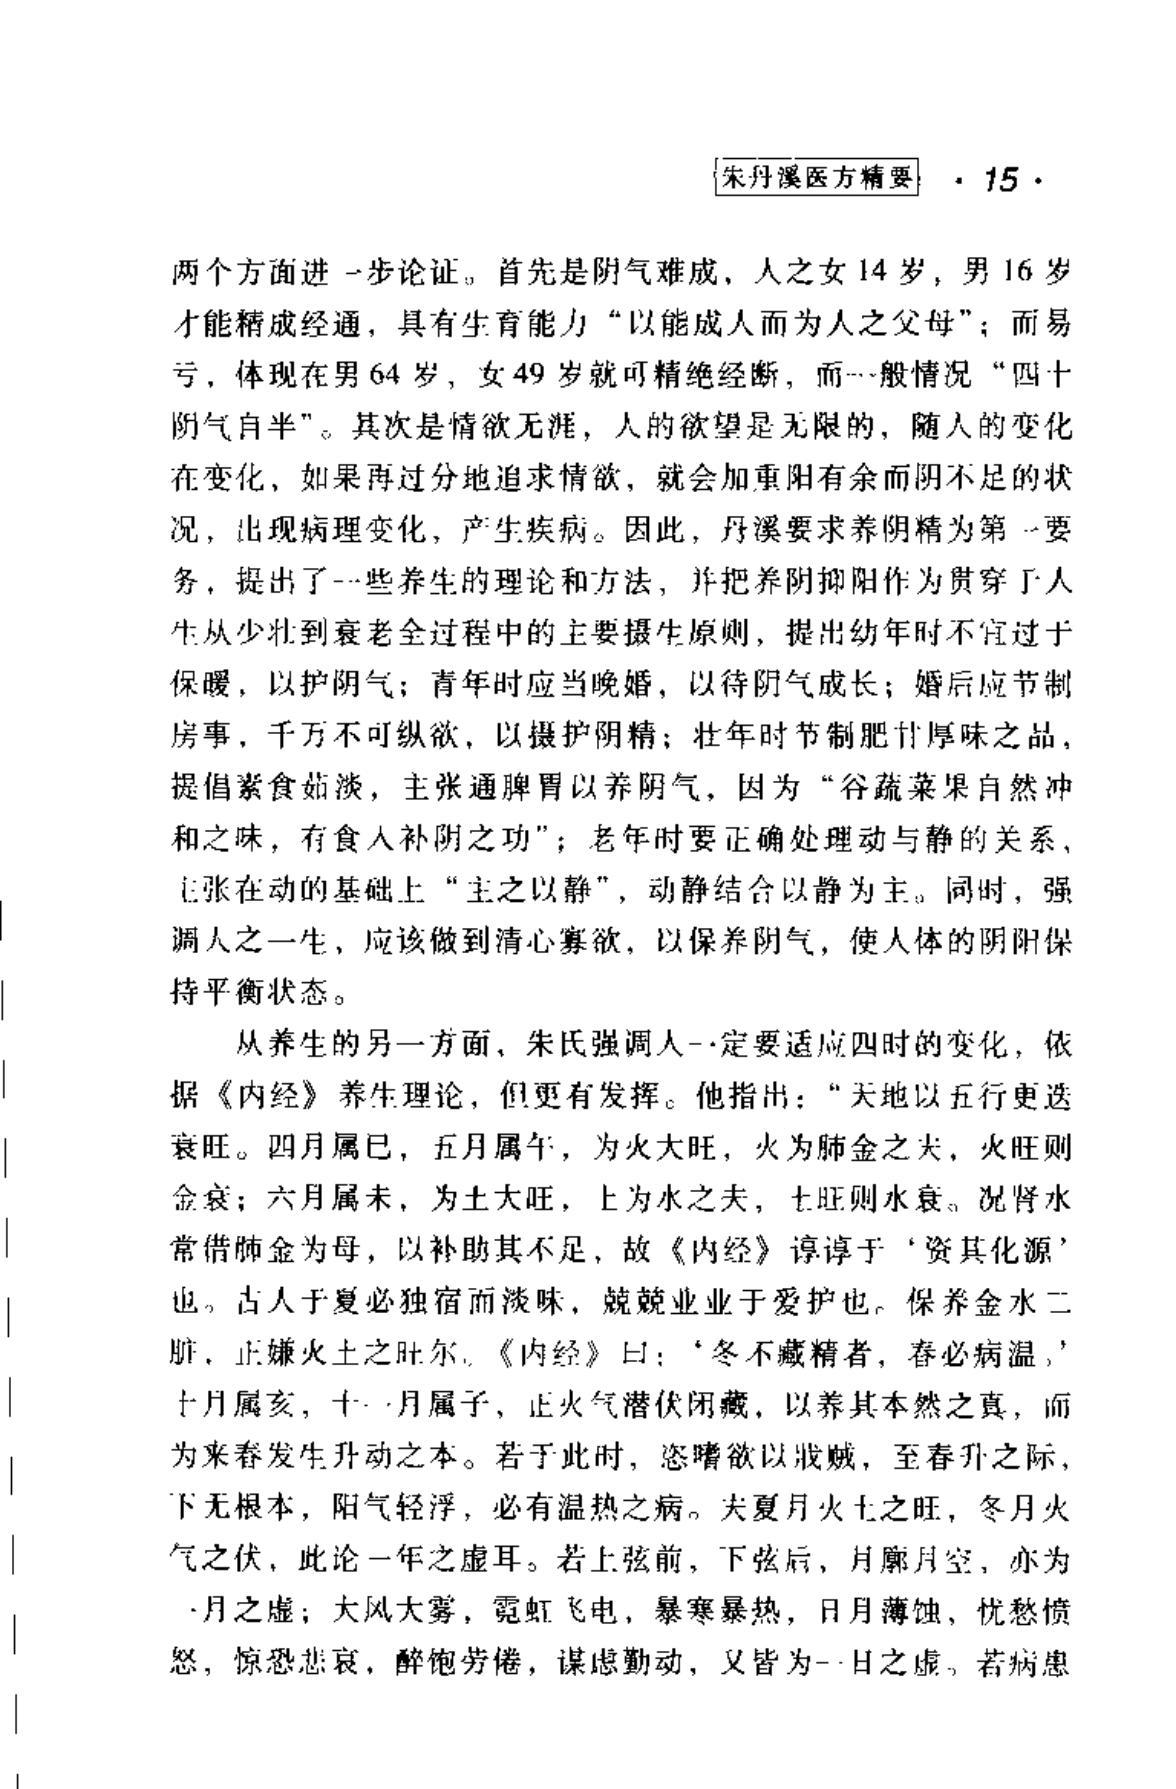 朱丹溪医方精要 · 15 ·
两个方面进一步论证。首先是阴气难成，人之女14岁，男16岁
才能精成经通，具有生育能力“以能成人而为人之父母”；而易
亏，体现在男64岁，女49岁就可精绝经断，而一般情况“四十
阴气自半”。其次是情欲无涯，人的欲望是无限的，随人的变化
在变化，如果再过分地追求情欲，就会加重阳有余而阴不足的状
况，出现病理变化，产生疾病。因此，丹溪要求养阴精为第一要
务，提出了一些养生的理论和方法，并把养阴抑阳作为贯穿于人
生从少壮到衰老全过程中的主要摄生原则，提出幼年时不宜过于
保暖，以护阴气；青年时应当晚婚，以待阴气成长；婚后应节制
房事，千万不可纵欲，以摄护阴精；壮年时节制肥甘厚味之品，
提倡素食茹淡，主张通脾胃以养阴气，因为“谷蔬菜果自然冲
和之味，有食人补阴之功”；老年时要正确处理动与静的关系，
主张在动的基础上“主之以静”，动静结合以静为主。同时，强
调人之一生，应该做到清心寡欲，以保养阴气，使人体的阴阳保
持平衡状态。
从养生的另一方面，朱氏强调人一定要适应四时的变化，依
据《内经》养生理论，但更有发挥。他指出：“天地以五行更迭
衰旺。四月属巳，五月属午，为火大旺，火为肺金之夫，火旺则
金衰；六月属未，为土大旺，土为水之夫，土旺则水衰。况肾水
常借肺金为母，以补助其不足，故《内经》谆谆于‘资其化源’
也。古人于夏必独宿而淡味，兢兢业业于爱护也。保养金水二
脏，正嫌火土之旺尔。《内经》曰：‘冬不藏精者，春必病温。’
十月属亥，十一月属子，正火气潜伏闭藏，以养其本然之真，而
为来春发生升动之本。若于此时，恣嗜欲以戕贼，至春升之际，
下无根本，阳气轻浮，必有温热之病。夫夏月火土之旺，冬月火
气之伏，此论一年之虚耳。若上弦前，下弦后，月廓月空，亦为
一月之虚；大风大雾，霓虹飞电，暴寒暴热，日月薄蚀，忧愁愤
怒，惊恐悲哀，醉饱劳倦，谋虑勤动，又皆为一日之虚。若病患